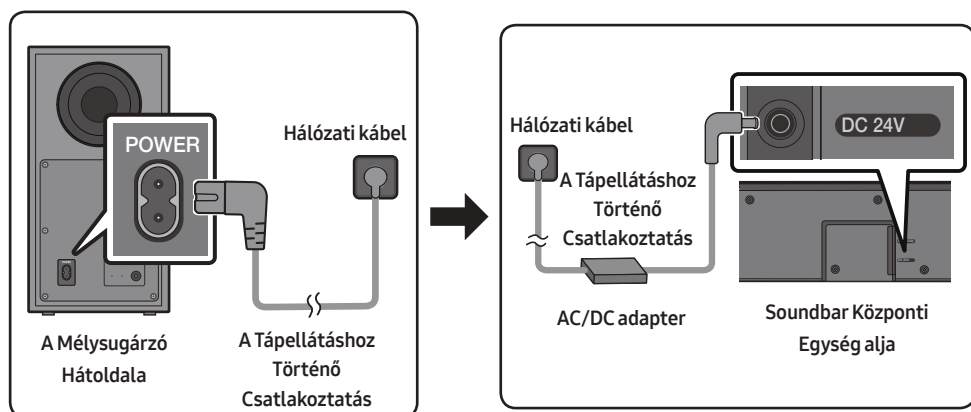 POWER
Hálózati kábel
A Mélysugárzó
Hátoldala
A Tápellátáshoz
Történő
Csatlakoztatás
DC 24V
Hálózati kábel
A Tápellátáshoz
Történő
Csatlakoztatás
AC/DC adapter
Soundbar Központi
Egység alja